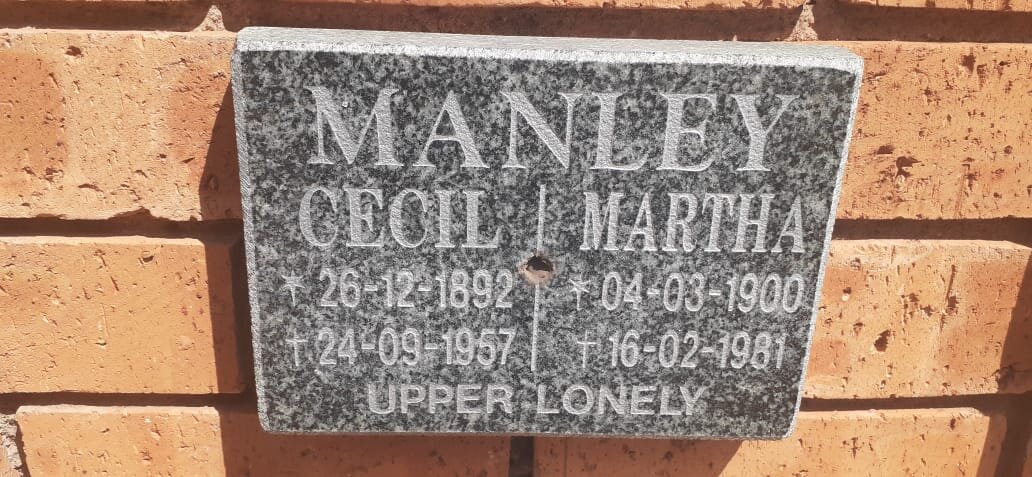 MANLEY
CECIL | MARTHA
* 26-12-1892 * 04-03-1900
† 24-09-1957 † 16-02-1981
UPPER LONELY